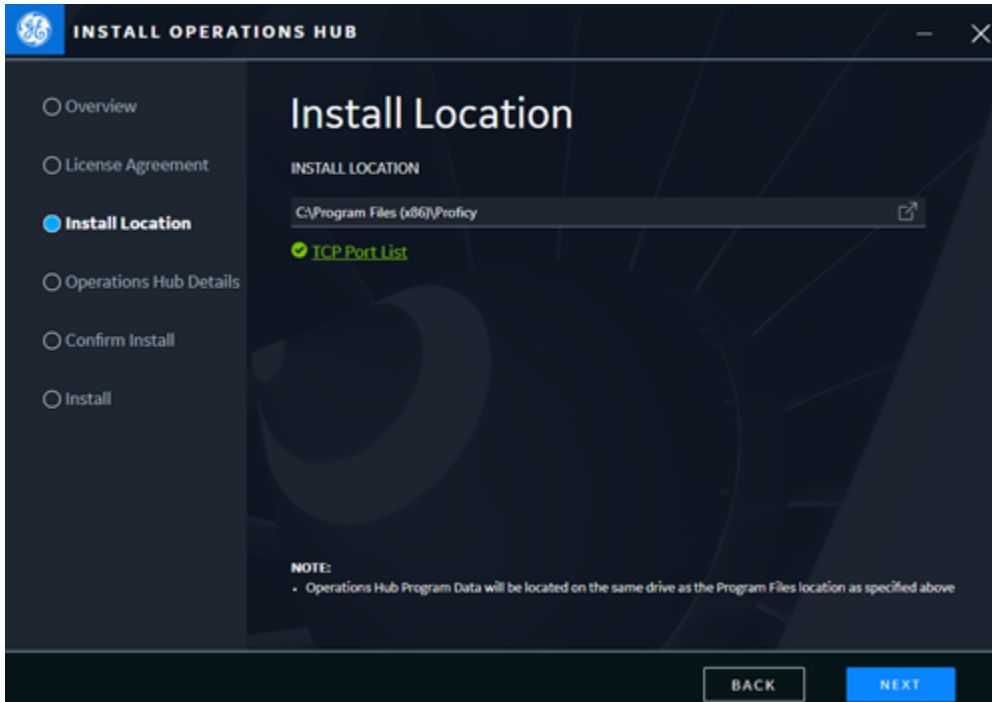 INSTALL OPERATIONS HUB
Overview
License Agreement
Install Location
Operations Hub Details
Confirm Install
Install
Install Location
INSTALL LOCATION
C:\Program Files (x86)\Proficy
TCP Port List
NOTE:
- Operations Hub Program Data will be located on the same drive as the Program Files location as specified above
BACK
NEXT